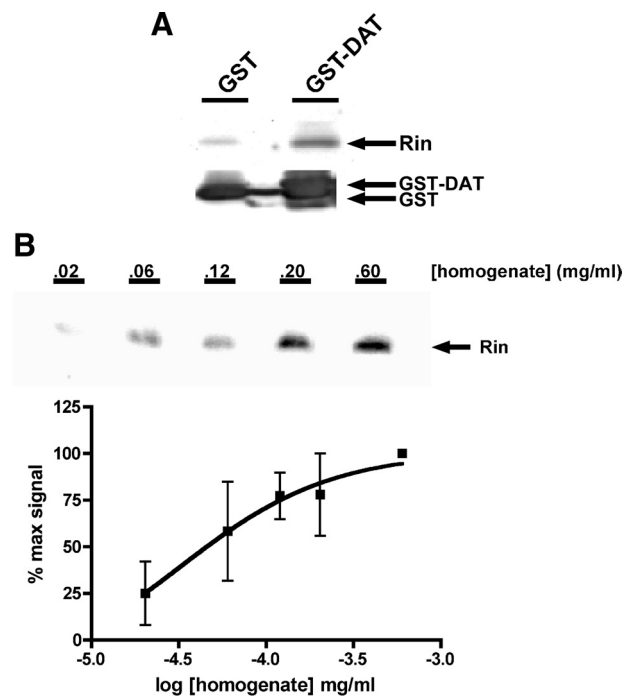 A
GST
GST-DAT
Rin
GST-DAT
GST
B
.02 .06 .12 .20 .60 [homogenate] (mg/ml)
Rin
125
100
75
50
25
0
-5.0 -4.5 -4.0 -3.5 -3.0
% max signal
log [homogenate] mg/ml